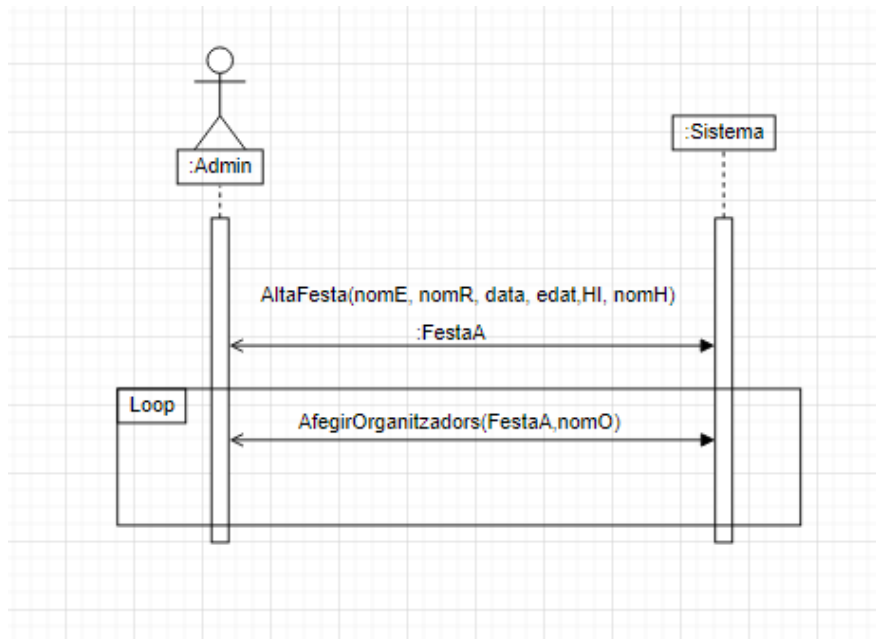 :Sistema
:Admin
AltaFesta(nomE, nomR, data, edat,HI, nomH)
:FestaA
Loop
AfegirOrganitzadors(FestaA,nomO)